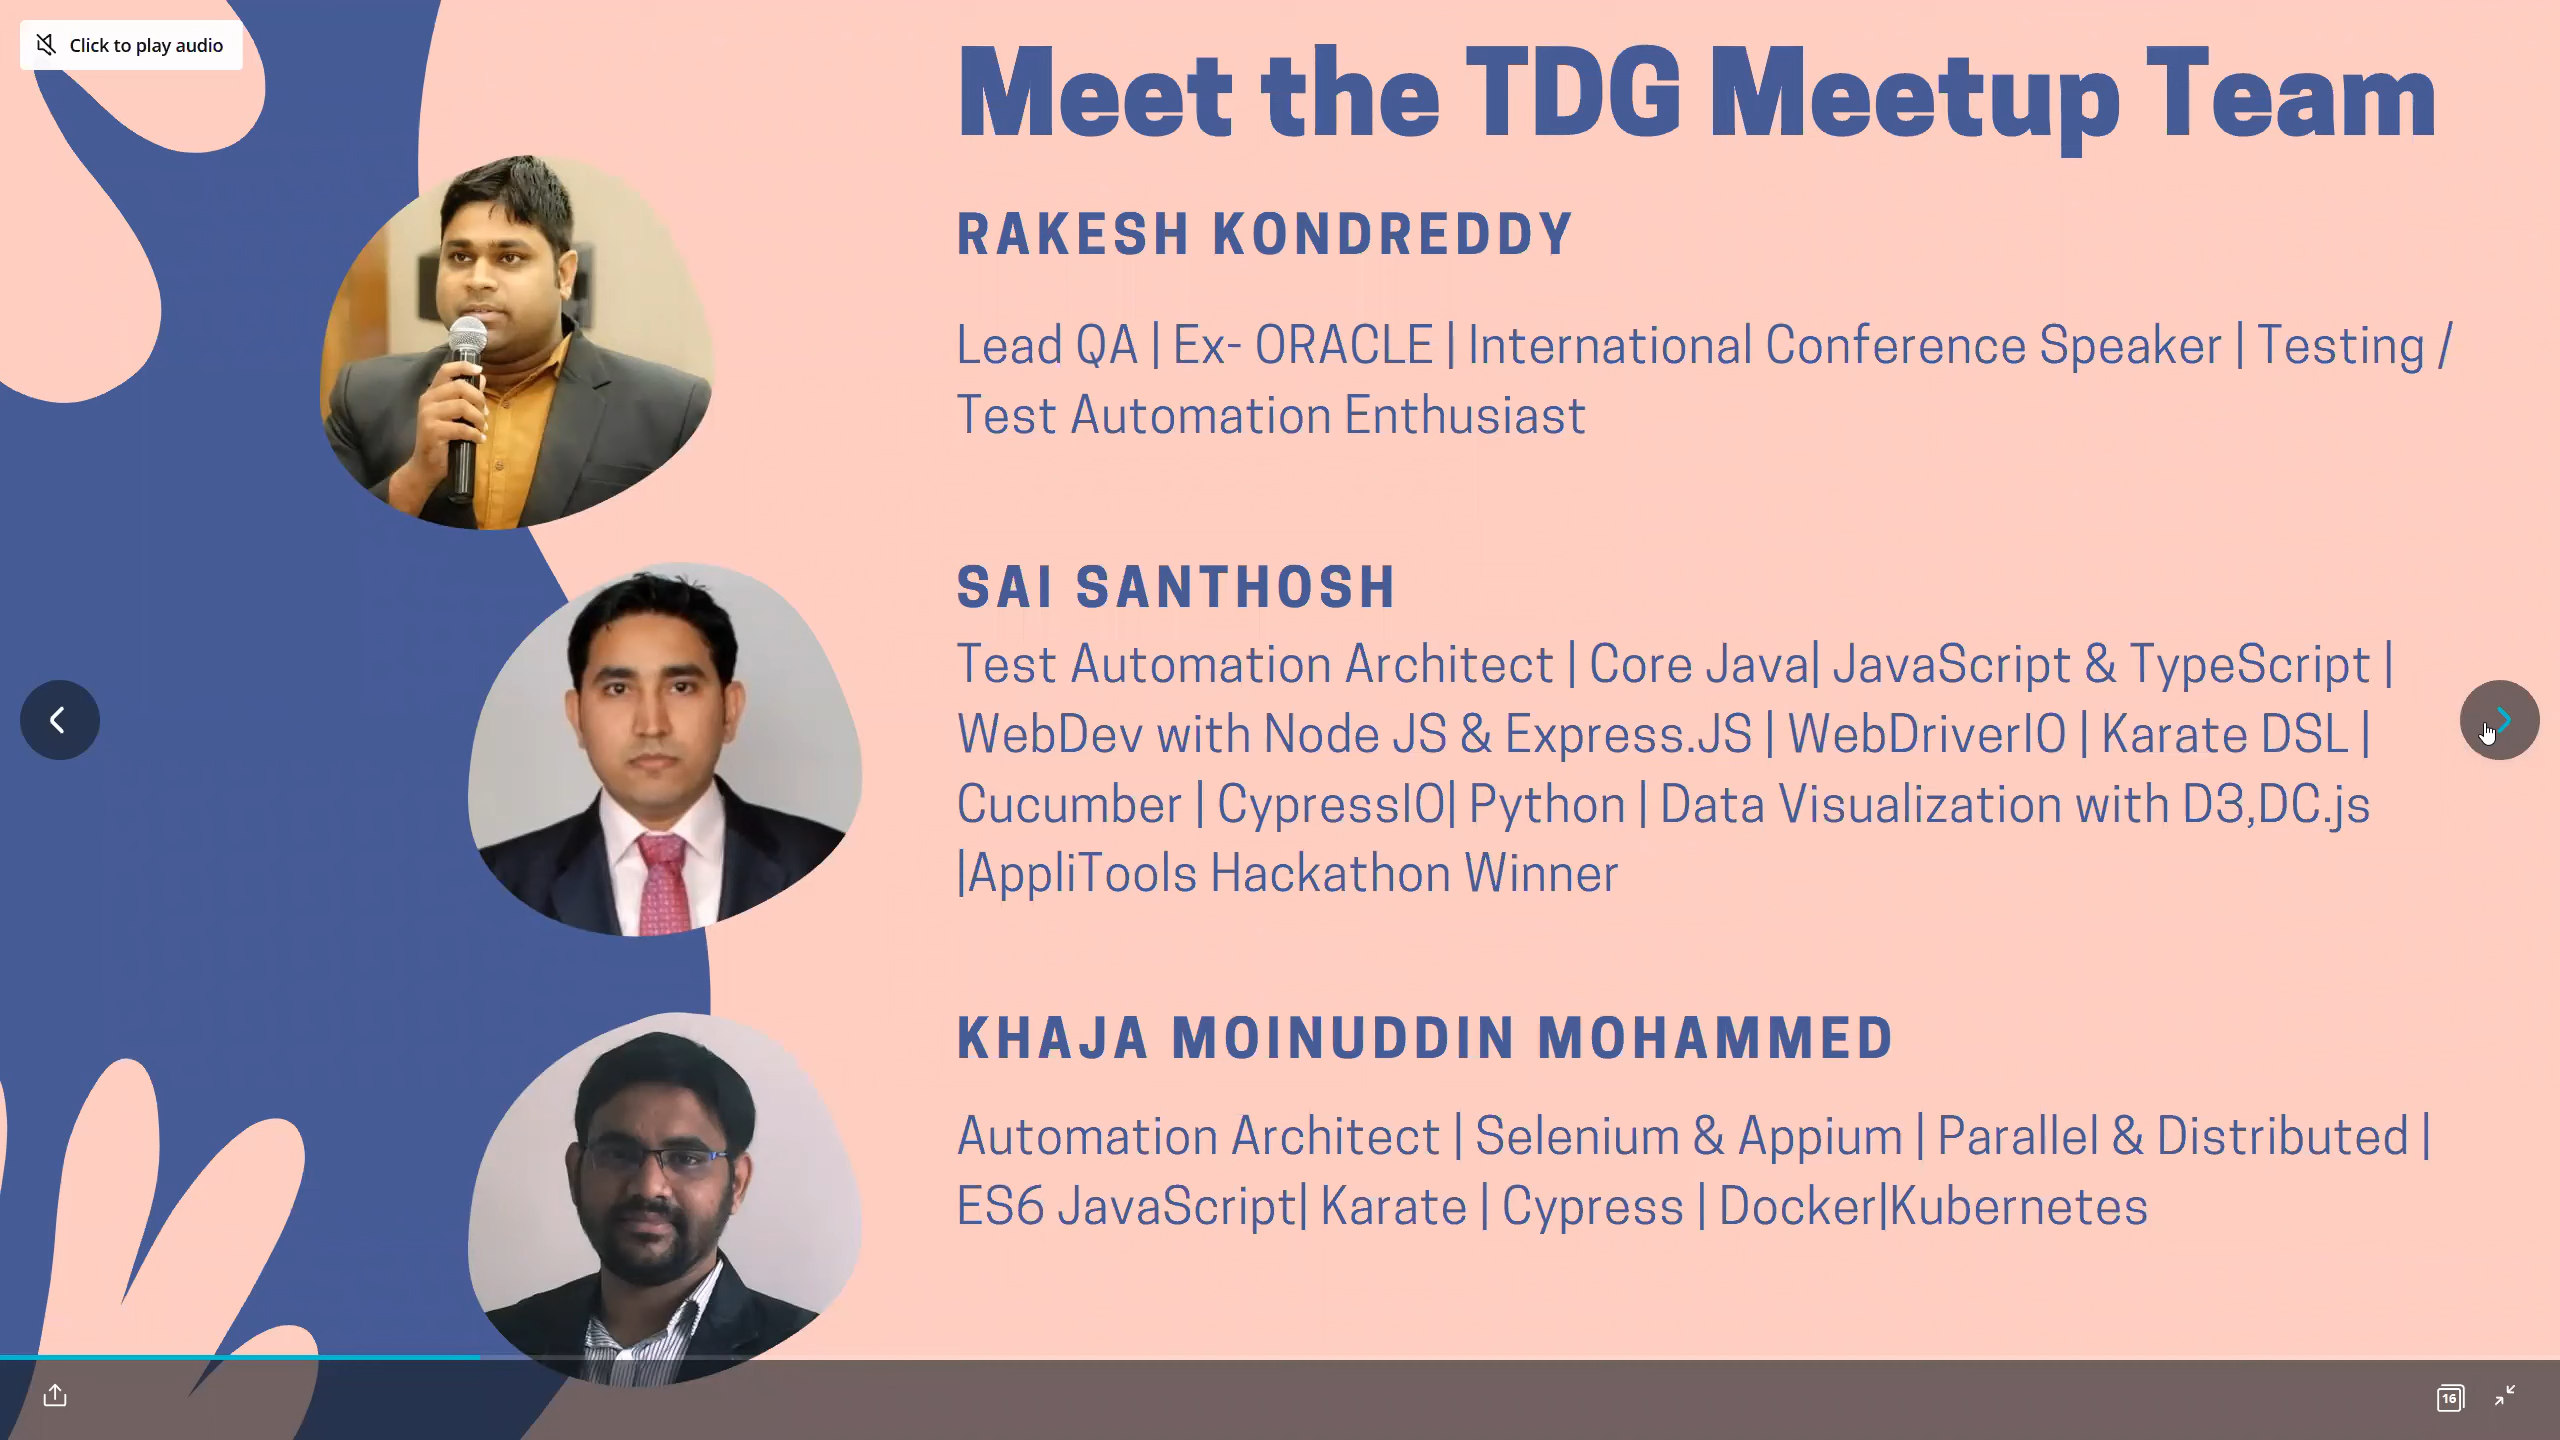 Click to play audio
Meet the TDG Meetup Team
RAKESH KONDREDDY
Lead QA | Ex- ORACLE | International Conference Speaker | Testing /
Test Automation Enthusiast
SAI SANTHOSH
Test Automation Architect | Core Java| JavaScript & TypeScript |
WebDev with Node JS & Express.JS | WebDriverIO | Karate DSL |
Cucumber | CypressIO| Python | Data Visualization with D3,DC.js
|AppliTools Hackathon Winner
KHAJA MOINUDDIN MOHAMMED
Automation Architect | Selenium & Appium | Parallel & Distributed |
ES6 JavaScript| Karate | Cypress | Docker|Kubernetes
16